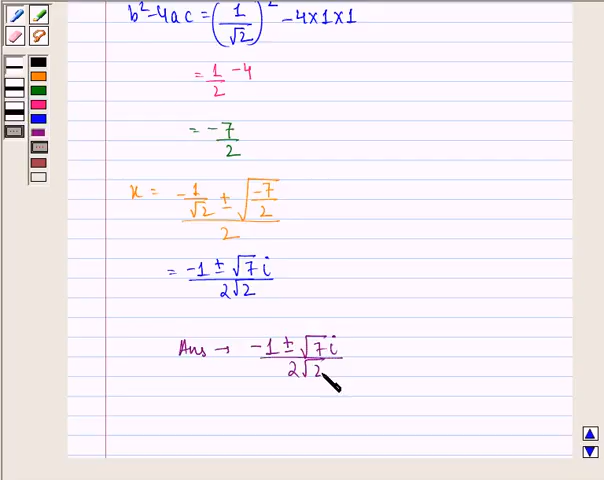 b²-4ac = (1/√2)² - 4×1×1
= 1/2 - 4
= -7/2
x = (-1/√2 ± √(-7/2))/2
= (-1 ± √7 i)/(2√2)
Ans → (-1 ± √7 i)/(2√2)